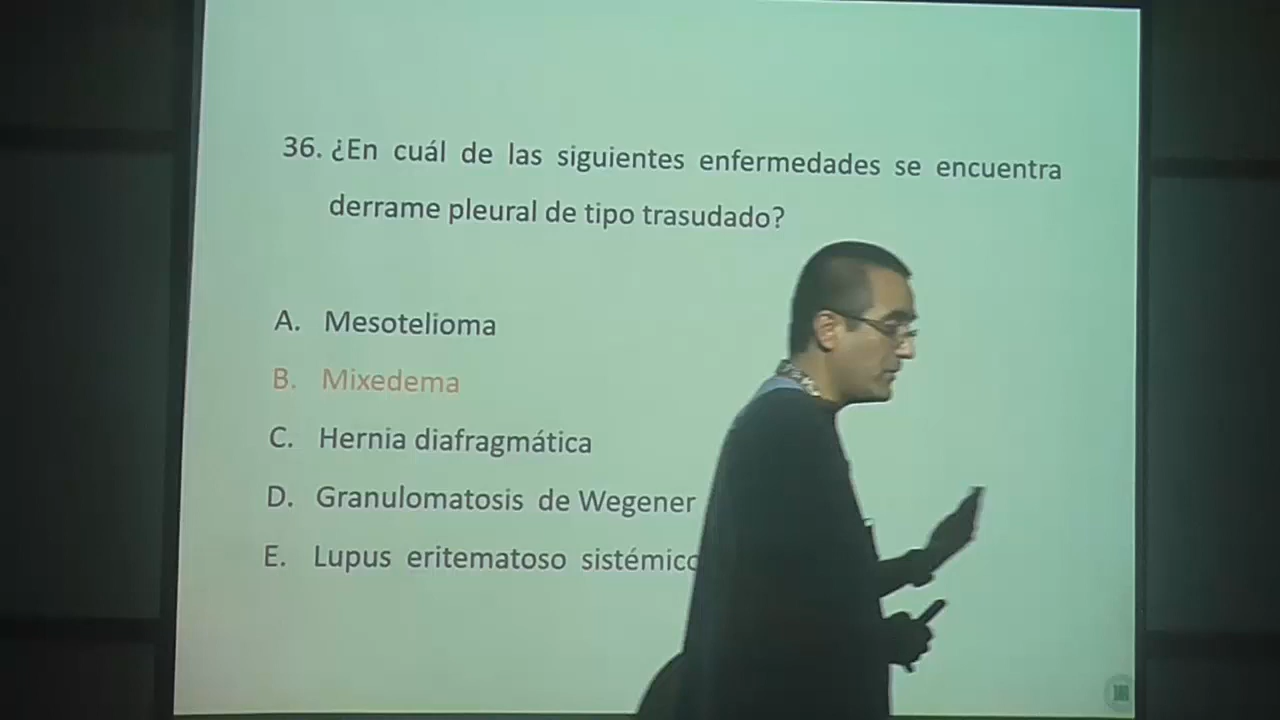 36. ¿En cuál de las siguientes enfermedades se encuentra
derrame pleural de tipo trasudado?
A. Mesotelioma
B. Mixedema
C. Hernia diafragmática
D. Granulomatosis de Wegener
E. Lupus eritematoso sistémico